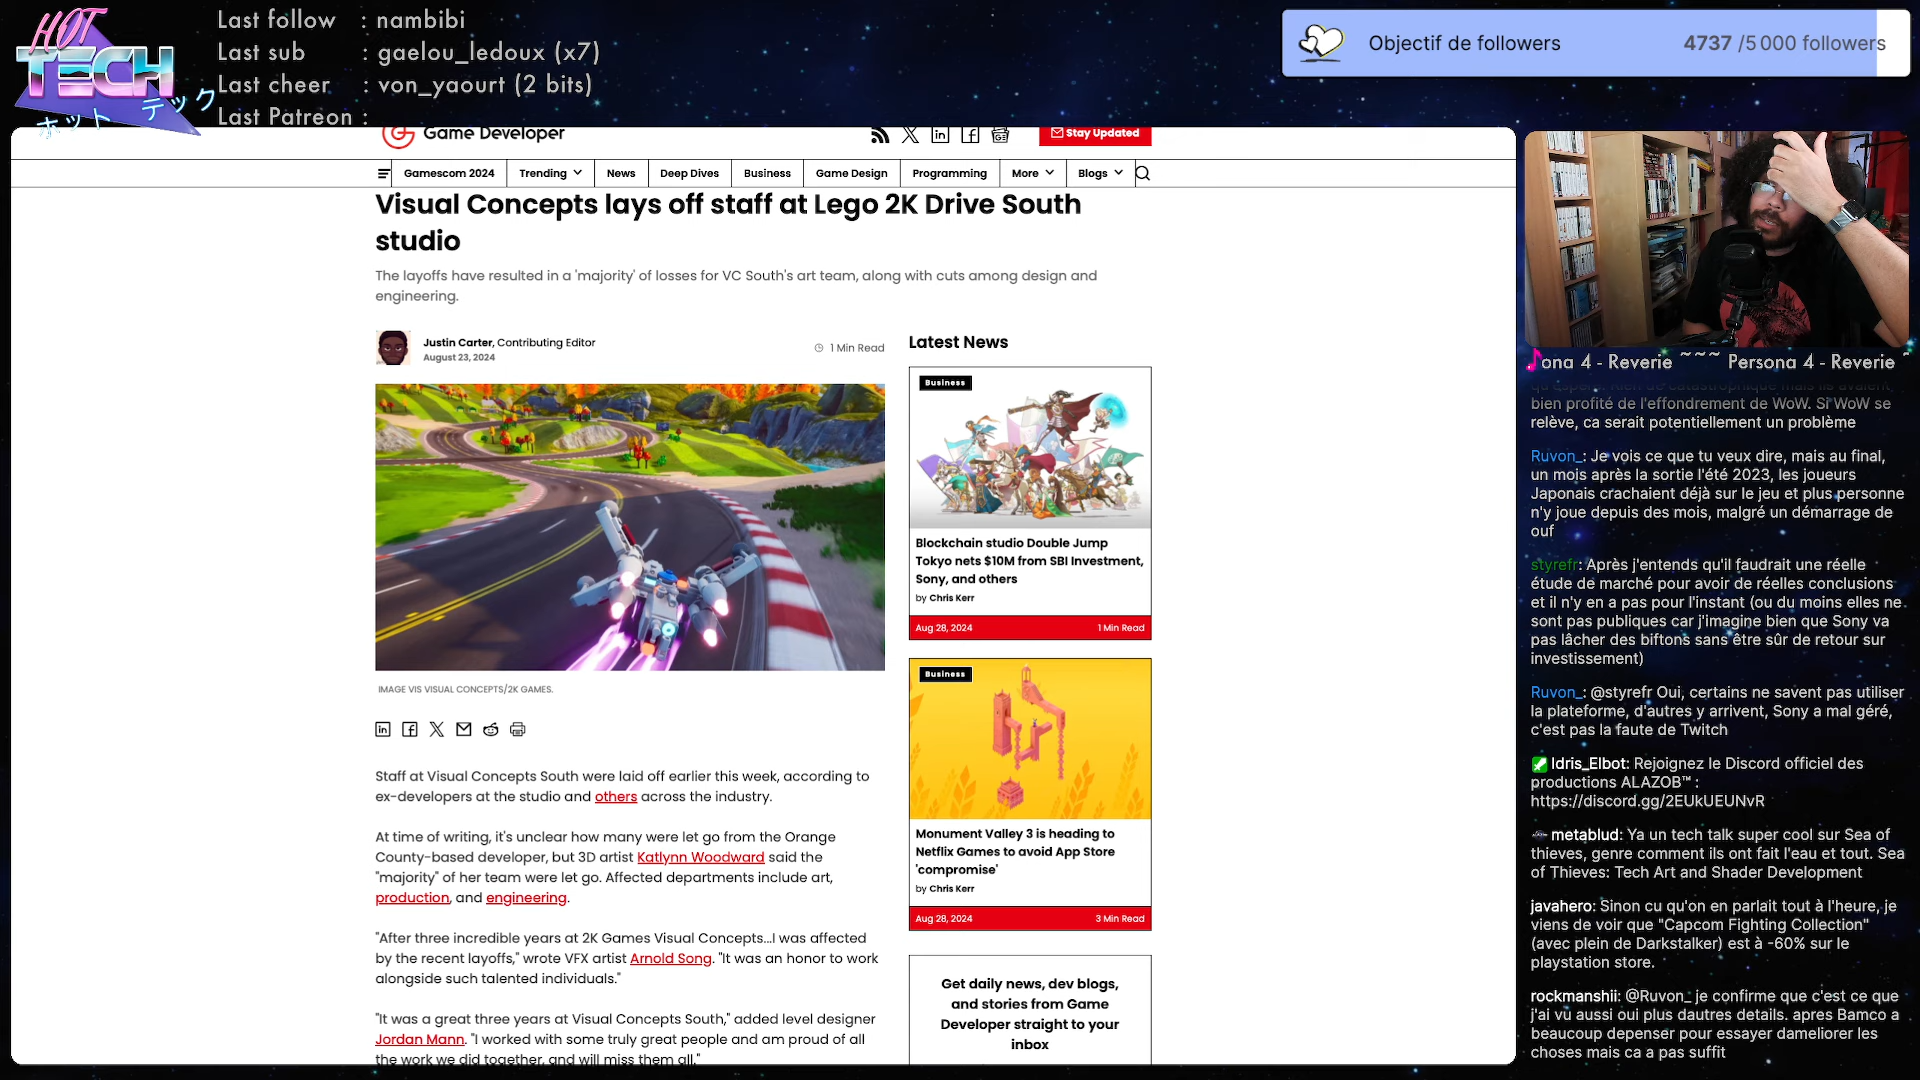 HOT
TECH
ホット テック
Last follow : nambibi
Last sub : gaelou_ledoux (x7)
Last cheer : von_yaourt (2 bits)
Last Patreon :
Objectif de followers
4737 /5 000 followers
Game Developer
Stay Updated
Gamescom 2024
Trending
News
Deep Dives
Business
Game Design
Programming
More
Blogs
Visual Concepts lays off staff at Lego 2K Drive South
studio
The layoffs have resulted in a 'majority' of losses for VC South's art team, along with cuts among design and
engineering.
Justin Carter, Contributing Editor
August 23, 2024
1 Min Read
IMAGE VIS VISUAL CONCEPTS/2K GAMES.
Staff at Visual Concepts South were laid off earlier this week, according to
ex-developers at the studio and others across the industry.
At time of writing, it's unclear how many were let go from the Orange
County-based developer, but 3D artist Katlynn Woodward said the
"majority" of her team were let go. Affected departments include art,
production, and engineering.
"After three incredible years at 2K Games Visual Concepts...I was affected
by the recent layoffs," wrote VFX artist Arnold Song. "It was an honor to work
alongside such talented individuals."
"It was a great three years at Visual Concepts South," added level designer
Jordan Mann. "I worked with some truly great people and am proud of all
the work we did together, and will miss them all."
Latest News
Business
Blockchain studio Double Jump
Tokyo nets $10M from SBI Investment,
Sony, and others
by Chris Kerr
Aug 28, 2024
1 Min Read
Business
Monument Valley 3 is heading to
Netflix Games to avoid App Store
'compromise'
by Chris Kerr
Aug 28, 2024
3 Min Read
Get daily news, dev blogs,
and stories from Game
Developer straight to your
inbox
ona 4 - Reverie ~~~ Persona 4 - Reverie ~
bien profité de l'effondrement de WoW. Si WoW se
relève, ca serait potentiellement un problème
Ruvon_: Je vois ce que tu veux dire, mais au final,
un mois après la sortie l'été 2023, les joueurs
Japonais crachaient déjà sur le jeu et plus personne
n'y joue depuis des mois, malgré un démarrage de
ouf
styrefr: Après j'entends qu'il faudrait une réelle
étude de marché pour avoir de réelles conclusions
et il n'y en a pas pour l'instant (ou du moins elles ne
sont pas publiques car j'imagine bien que Sony va
pas lâcher des biftons sans être sûr de retour sur
investissement)
Ruvon_: @styrefr Oui, certains ne savent pas utiliser
la plateforme, d'autres y arrivent, Sony a mal géré,
c'est pas la faute de Twitch
Idris_Elbot: Rejoignez le Discord officiel des
productions ALAZOB™ :
https://discord.gg/2EUkUEUNvR
metablud: Ya un tech talk super cool sur Sea of
thieves, genre comment ils ont fait l'eau et tout. Sea
of Thieves: Tech Art and Shader Development
javahero: Sinon cu qu'on en parlait tout à l'heure, je
viens de voir que "Capcom Fighting Collection"
(avec plein de Darkstalker) est à -60% sur le
playstation store.
rockmanshii: @Ruvon_ je confirme que c'est ce que
j'ai vu aussi oui plus dautres details. apres Bamco a
beaucoup depenser pour essayer dameliorer les
choses mais ca a pas suffit